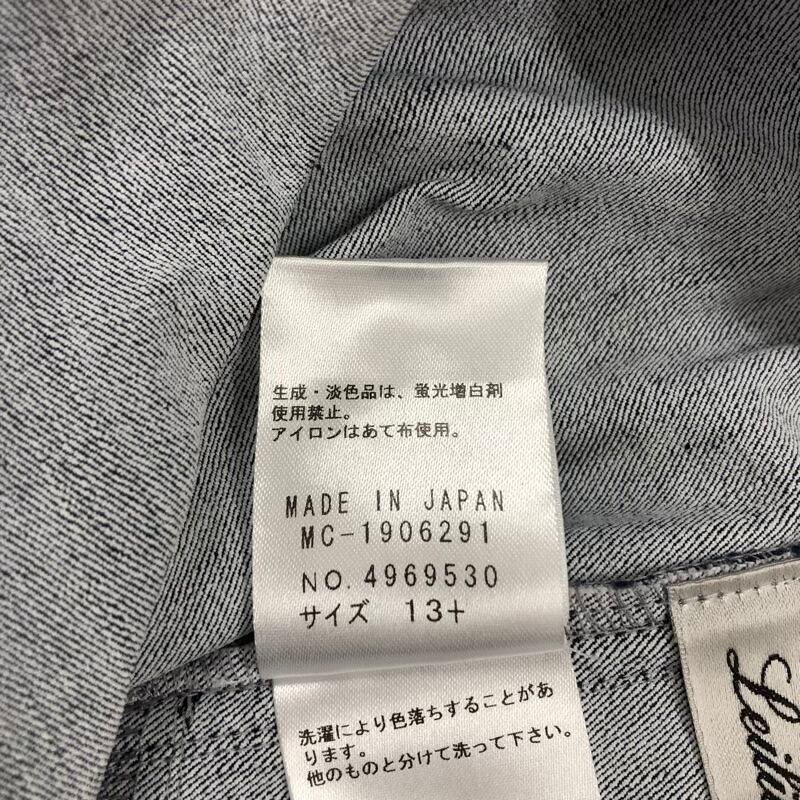 生成・淡色品は、蛍光増白剤
使用禁止。
アイロンはあて布使用。
MADE IN JAPAN
MC-1906291
NO. 4969530
サイズ 13+
洗濯により色落ちすることがあ
ります。
他のものと分けて洗って下さい。